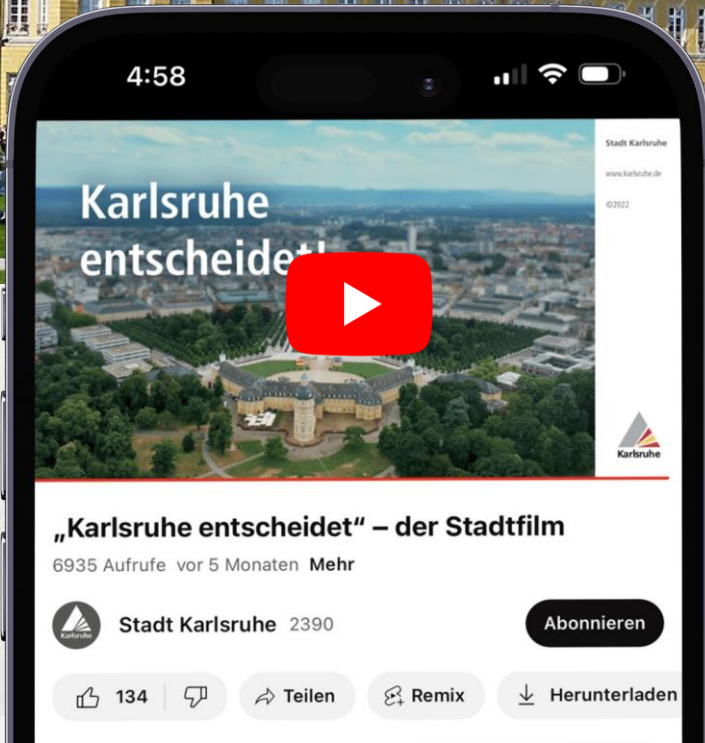 4:58
Karlsruhe
entscheidet!
Stadt Karlsruhe
www.karlsruhe.de
©2022
Karlsruhe
„Karlsruhe entscheidet“ – der Stadtfilm
6935 Aufrufe vor 5 Monaten Mehr
Karlsruhe
Stadt Karlsruhe 2390
Abonnieren
134
Teilen
Remix
Herunterladen